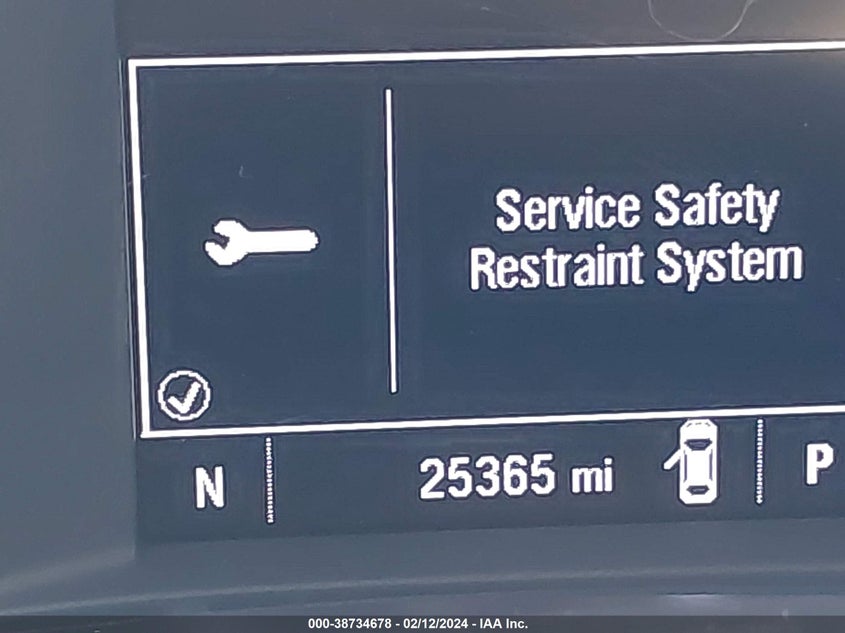 Service Safety
Restraint System
N 25365 mi P
000-38734678 - 02/12/2024 - IAA Inc.